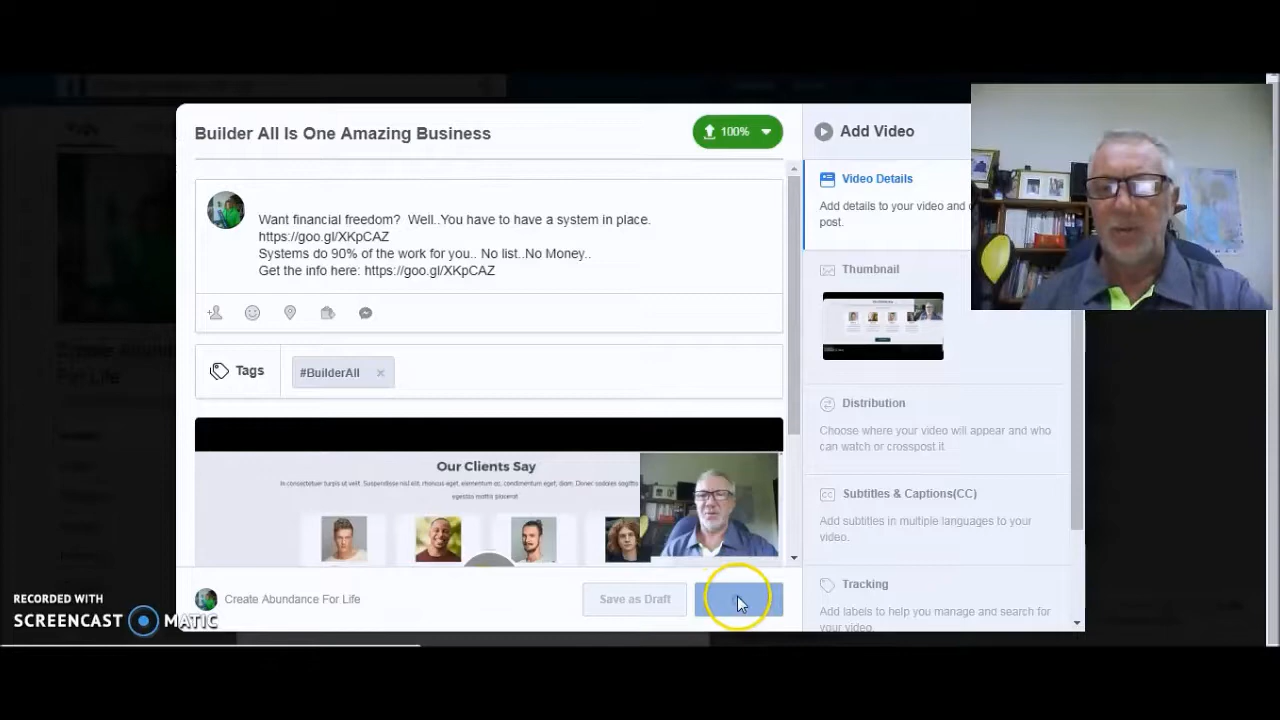 Builder All Is One Amazing Business
100%
Want financial freedom?  Well..You have to have a system in place.
https://goo.gl/XKpCAZ
Systems do 90% of the work for you.. No list..No Money..
Get the info here: https://goo.gl/XKpCAZ
Tags
#BuilderAll
Our Clients Say
Create Abundance For Life
Save as Draft
Add Video
Video Details
Add details to your video and
post.
Thumbnail
Distribution
Choose where your video will appear and who
can watch or crosspost it.
CC
Subtitles & Captions(CC)
Add subtitles in multiple languages to your
video.
Tracking
Add labels to help you manage and search for
your video.
RECORDED WITH
SCREENCAST MATIC